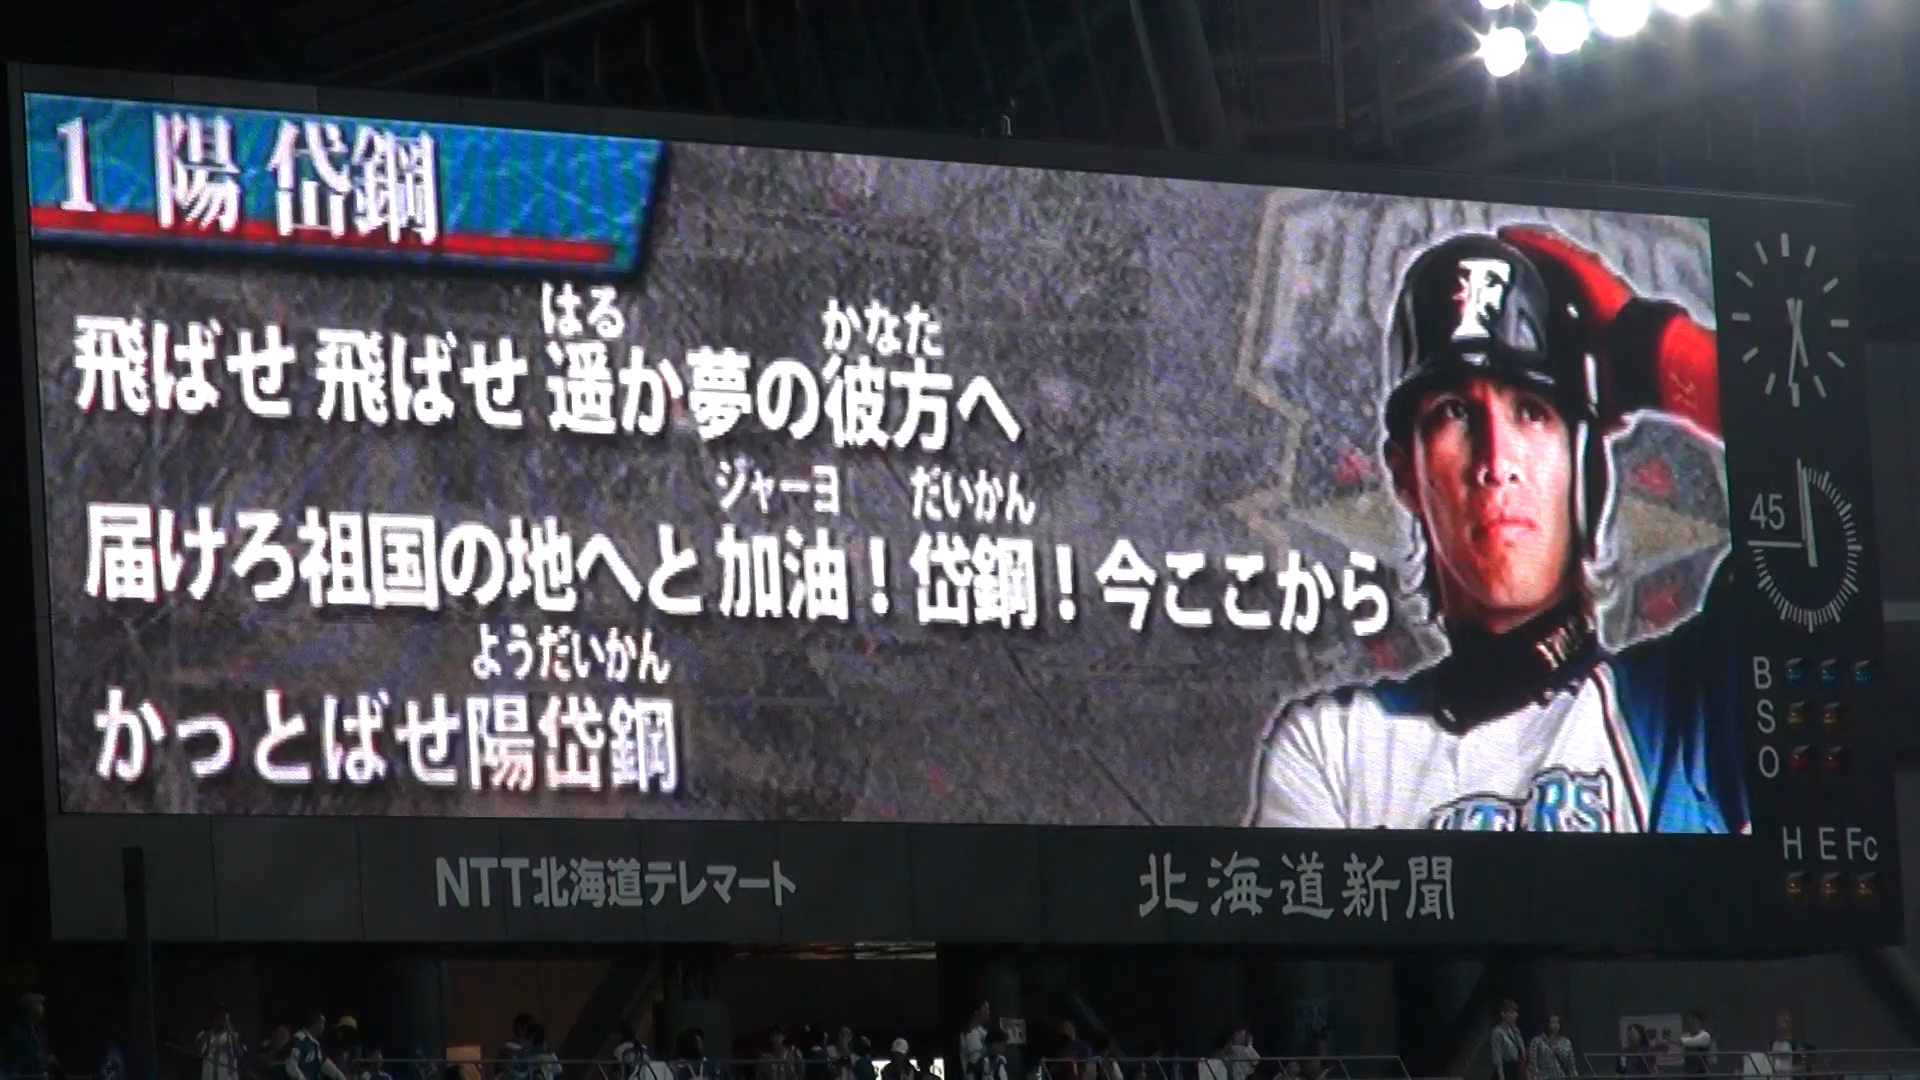 1 陽 岱鋼
はる かなた
飛ばせ 飛ばせ 遥か夢の彼方へ
ジャーヨ だいかん
届けろ祖国の地へと 加油！岱鋼！今ここから
ようだいかん
かっとばせ陽岱鋼
F
45
B
S
O
H E Fc
NTT北海道テレマート
北海道新聞